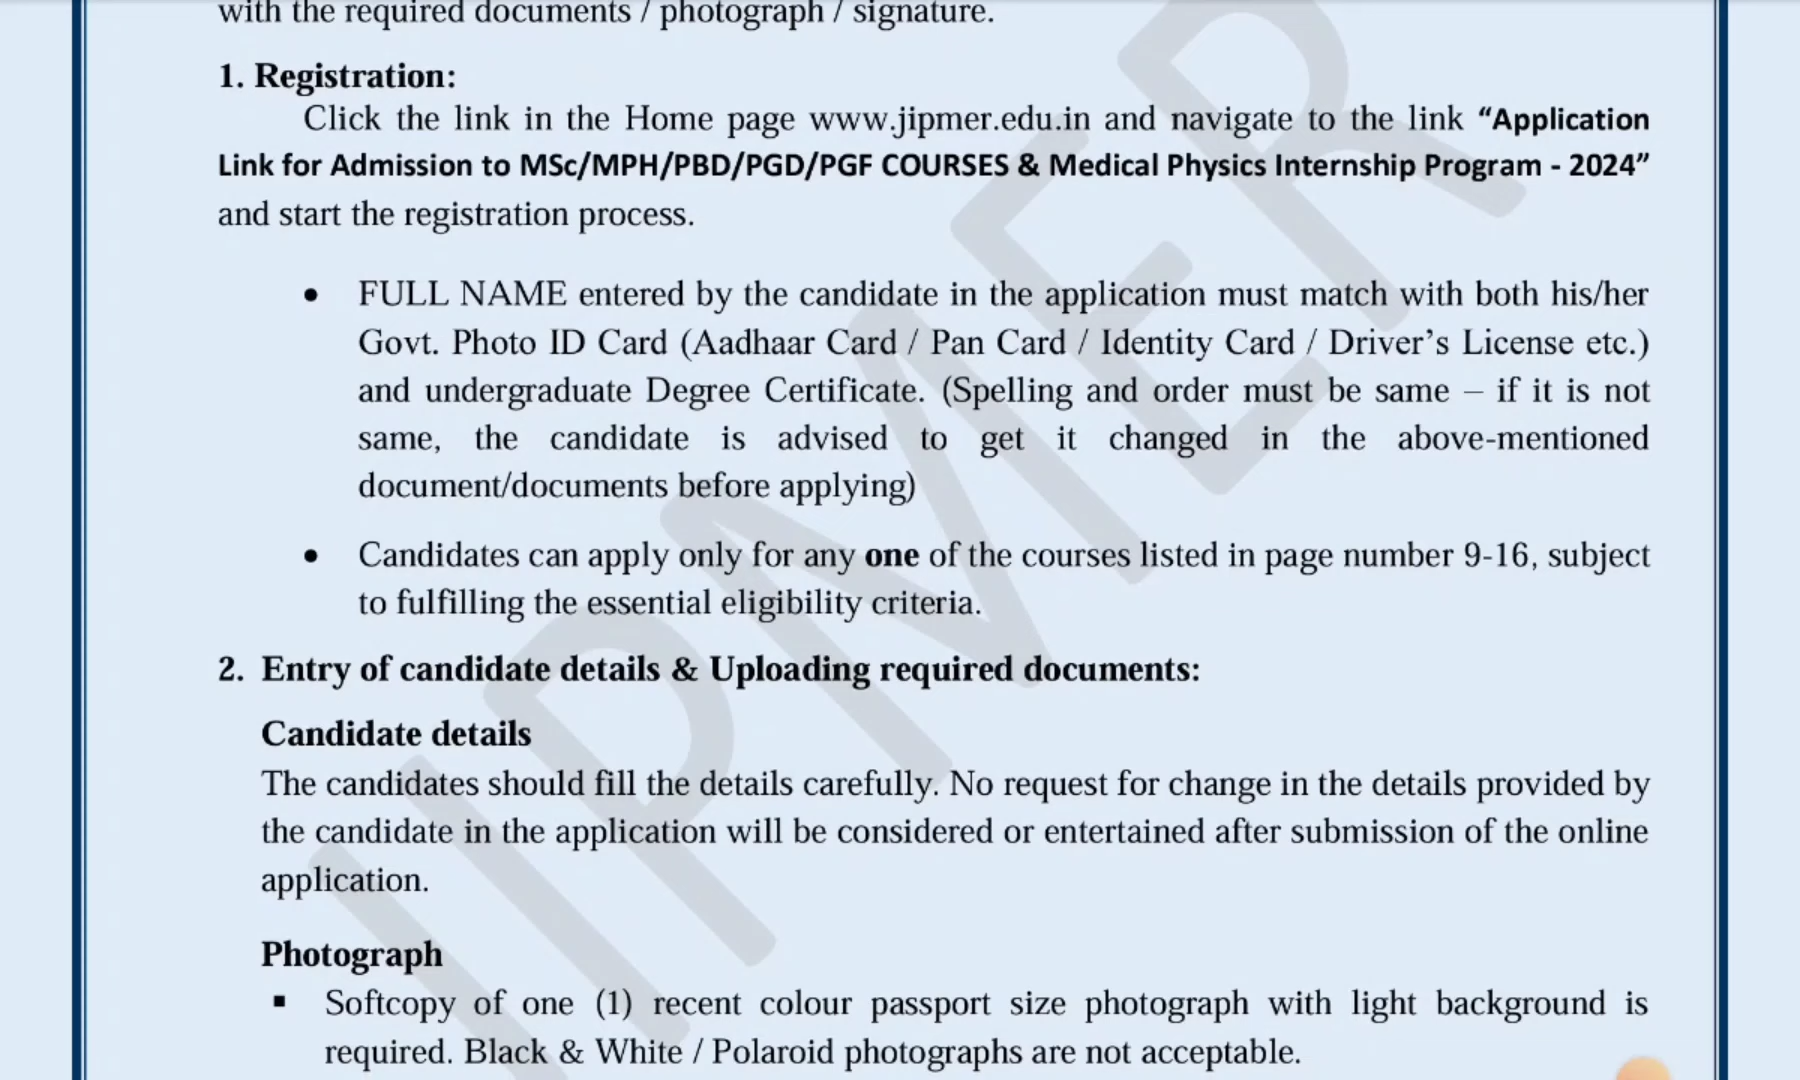 with the required documents / photograph / signature.
1. Registration:
Click the link in the Home page www.jipmer.edu.in and navigate to the link “Application
Link for Admission to MSc/MPH/PBD/PGD/PGF COURSES & Medical Physics Internship Program - 2024”
and start the registration process.
• FULL NAME entered by the candidate in the application must match with both his/her
Govt. Photo ID Card (Aadhaar Card / Pan Card / Identity Card / Driver’s License etc.)
and undergraduate Degree Certificate. (Spelling and order must be same – if it is not
same, the candidate is advised to get it changed in the above-mentioned
document/documents before applying)
• Candidates can apply only for any one of the courses listed in page number 9-16, subject
to fulfilling the essential eligibility criteria.
2. Entry of candidate details & Uploading required documents:
Candidate details
The candidates should fill the details carefully. No request for change in the details provided by
the candidate in the application will be considered or entertained after submission of the online
application.
Photograph
▪ Softcopy of one (1) recent colour passport size photograph with light background is
required. Black & White / Polaroid photographs are not acceptable.
JIPMER